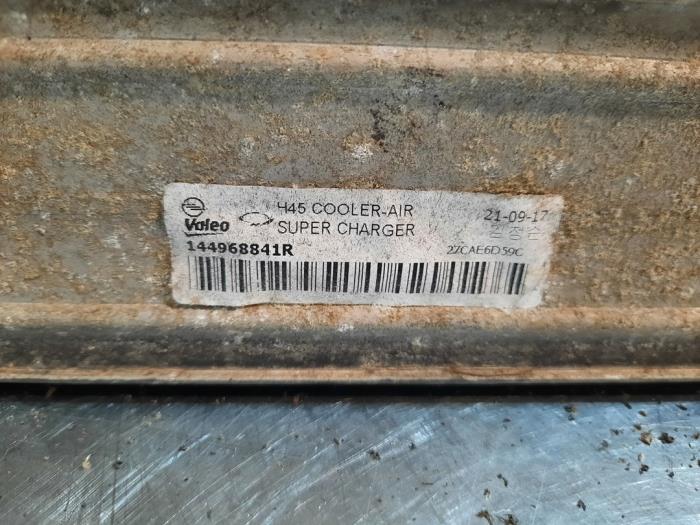 Valeo
H45 COOLER-AIR
SUPER CHARGER
144968841R
21-09-17
27CAE6D59C